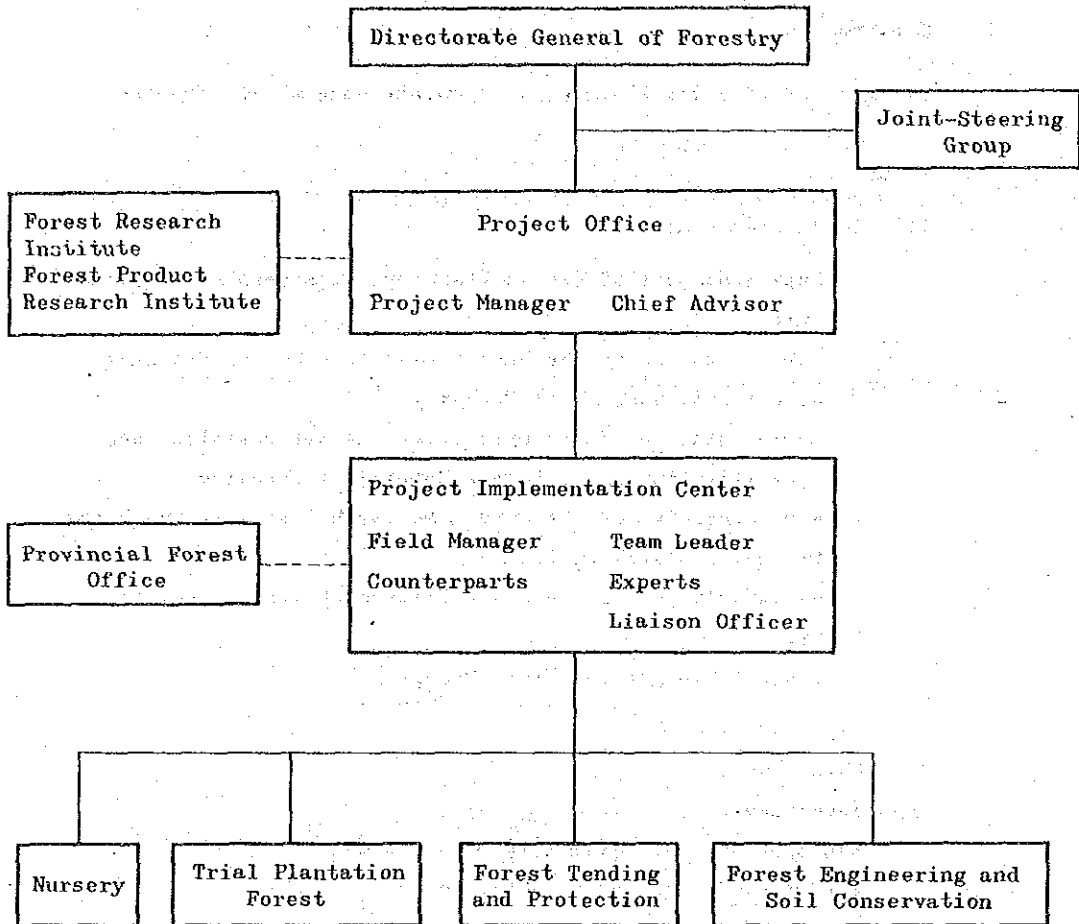 Directorate General of Forestry
Joint-Steering
Group
Forest Research
Institute
Forest Product
Research Institute
Project Office
Project Manager Chief Advisor
Project Implementation Center
Field Manager Team Leader
Counterparts Experts
Liaison Officer
Provincial Forest
Office
Nursery
Trial Plantation
Forest
Forest Tending
and Protection
Forest Engineering and
Soil Conservation